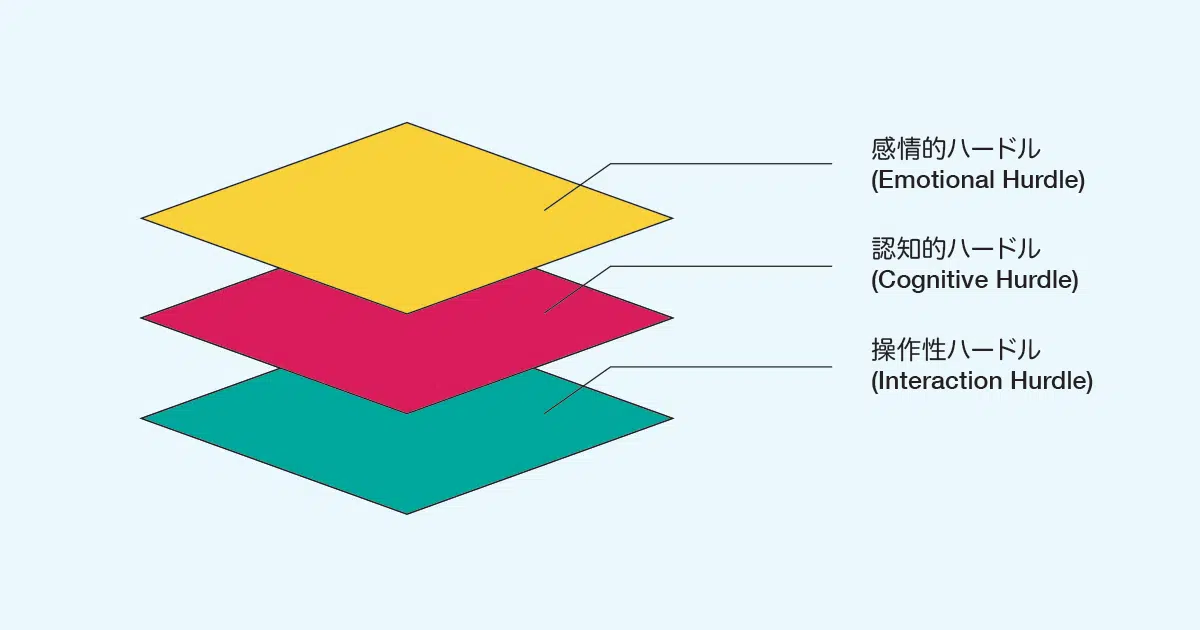 感情的ハードル
(Emotional Hurdle)
認知的ハードル
(Cognitive Hurdle)
操作性ハードル
(Interaction Hurdle)